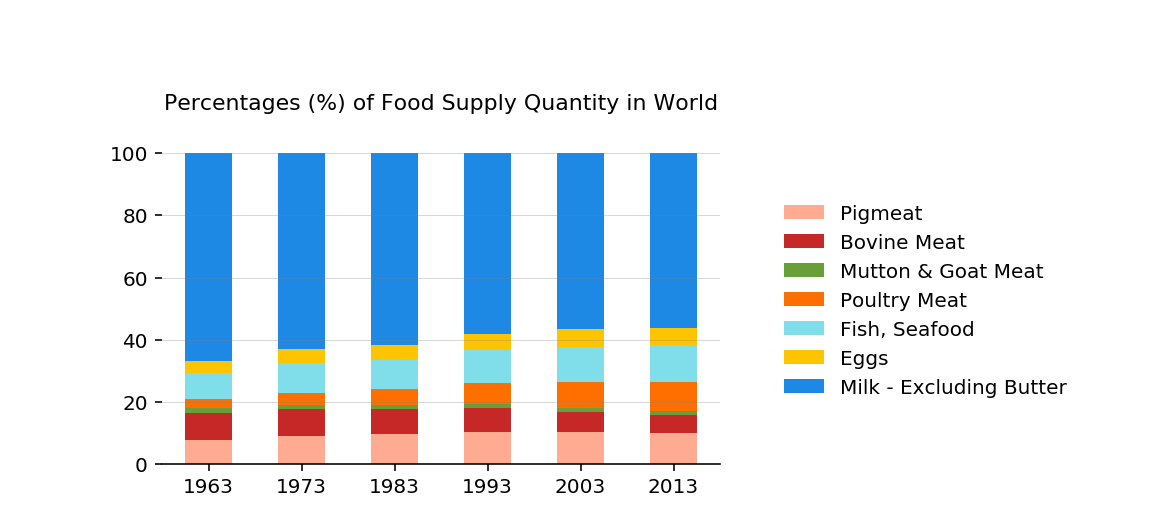 Percentages (%) of Food Supply Quantity in World
100
80
60
40
20
0
1963 1973 1983 1993 2003 2013
Pigmeat
Bovine Meat
Mutton & Goat Meat
Poultry Meat
Fish, Seafood
Eggs
Milk - Excluding Butter